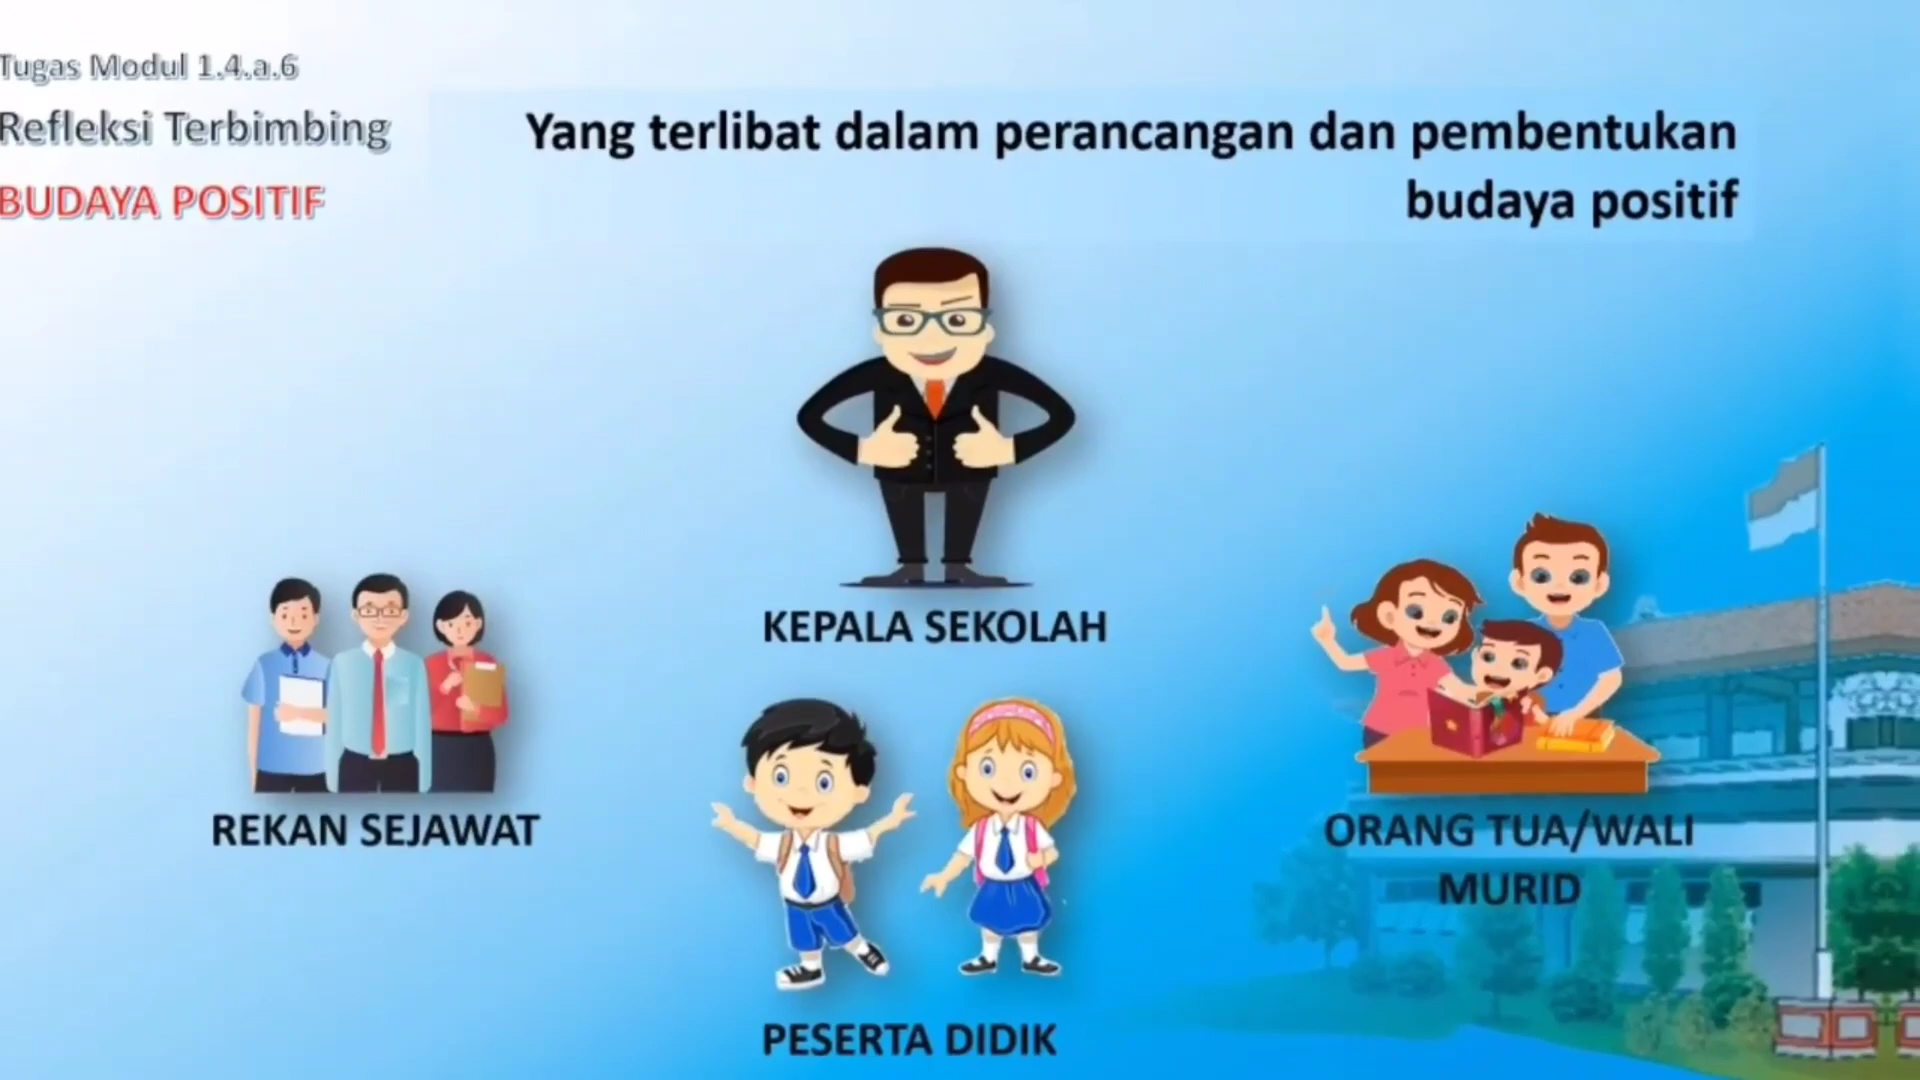 Tugas Modul 1.4.a.6
Refleksi Terbimbing
BUDAYA POSITIF
Yang terlibat dalam perancangan dan pembentukan
budaya positif
KEPALA SEKOLAH
REKAN SEJAWAT
ORANG TUA/WALI
MURID
PESERTA DIDIK